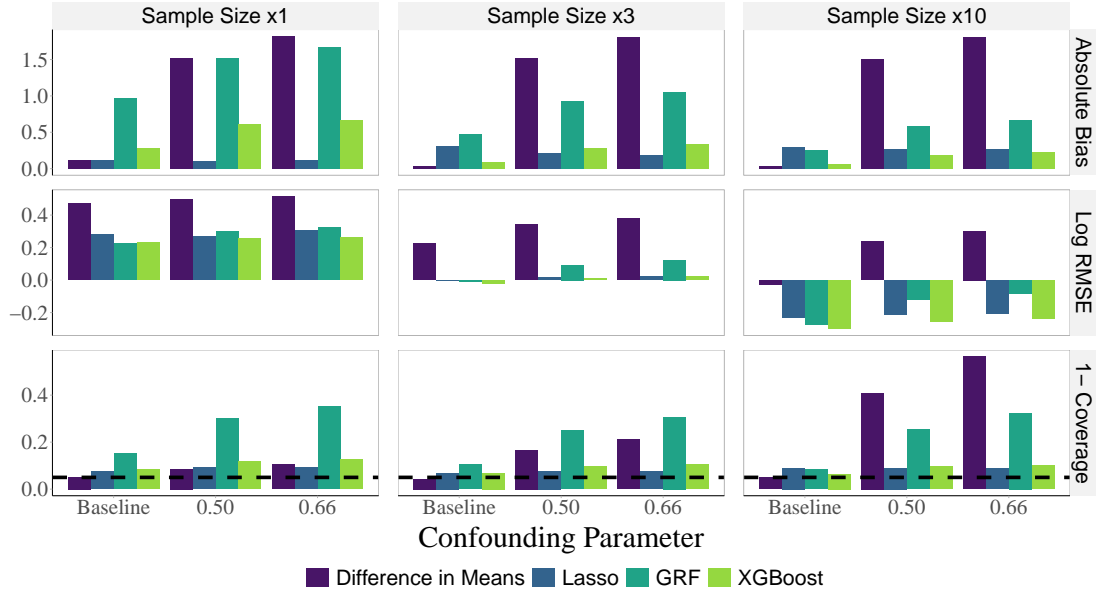 Sample Size x1 Sample Size x3 Sample Size x10
1.5
1.0
0.5
0.0
Absolute Bias
0.4
0.2
0.0
−0.2
Log RMSE
0.4
0.2
0.0
1− Coverage
Baseline 0.50 0.66 Baseline 0.50 0.66 Baseline 0.50 0.66
Confounding Parameter
Difference in Means Lasso GRF XGBoost